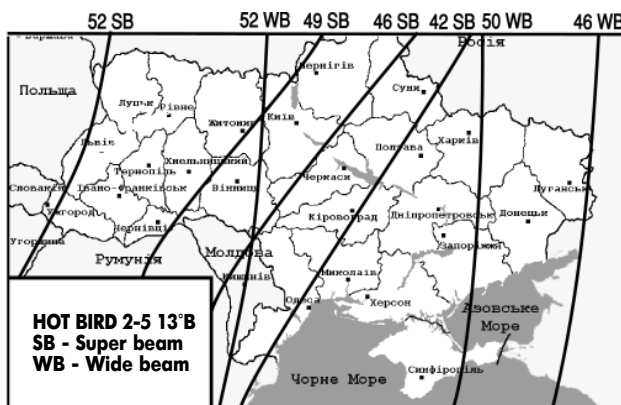 52 SB 52 WB 49 SB 46 SB 42 SB 50 WB 46 WB
Росія
Варшава
Чернігів
Польща
Суми
Луцьк Рівне
Житомир Київ
Харків
Львів
Полтава
Тернопіль Хмельницький
Черкаси
Словакія Івано-Франківськ Вінниця
Луганськ
Ужгород
Кіровоград Дніпропетровськ Донецьк
Чернівці
Угорщина
Запоріжжя
Румунія Молдова
Кишинів Миколаїв
Одеса Херсон
Азовське
Море
HOT BIRD 2-5 13°B
SB - Super beam
WB - Wide beam
Чорне Море
Симфіропіль